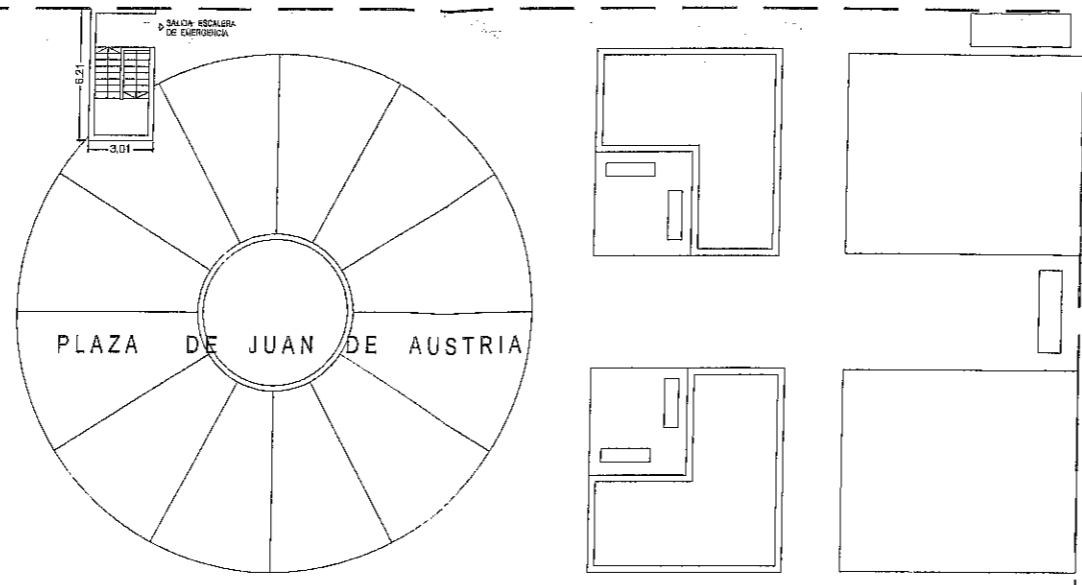 SALIDA ESCALERA
DE EMERGENCIA
6,21
3,01
PLAZA DE JUAN DE AUSTRIA